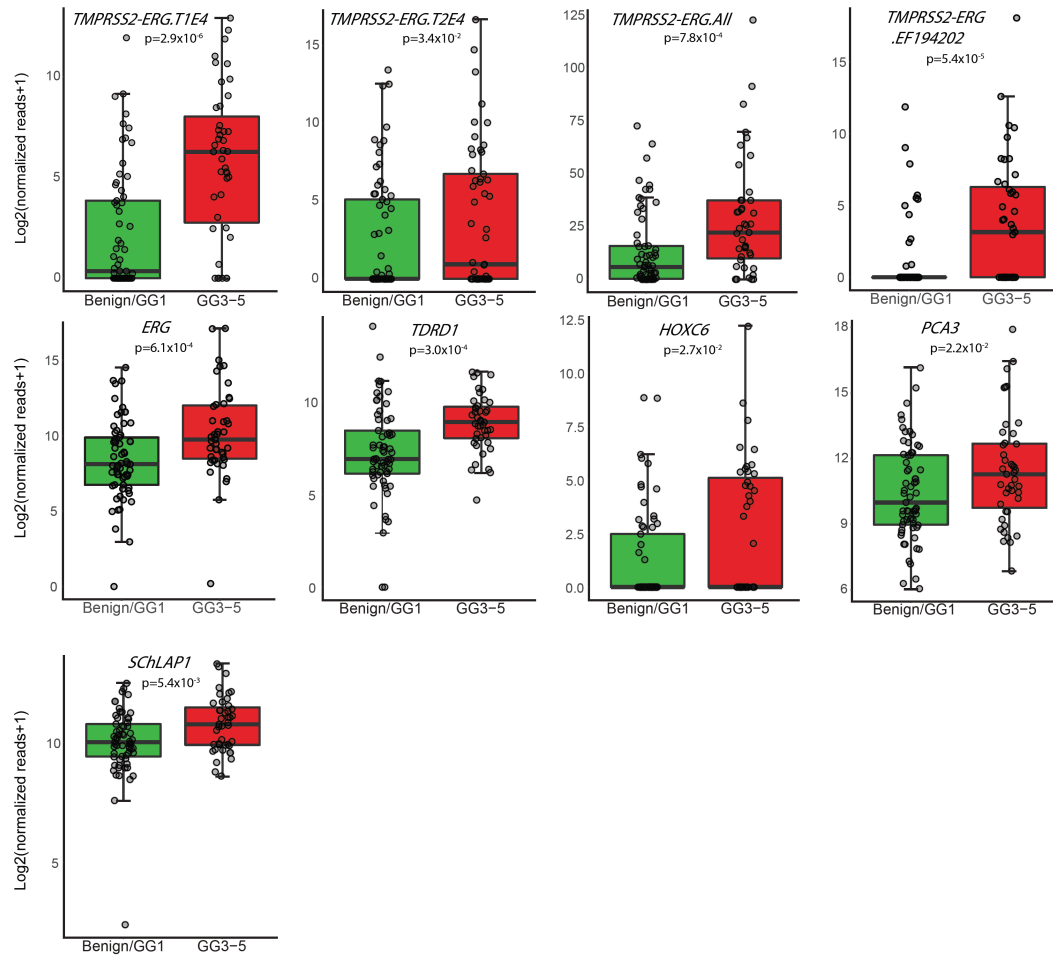 TMPRSS2-ERG.T1E4
p=2.9x10-6
Log2(normalized reads+1)
10
5
0
Benign/GG1 GG3−5
TMPRSS2-ERG.T2E4
p=3.4x10-2
15
10
5
0
Benign/GG1 GG3−5
TMPRSS2-ERG.All
p=7.8x10-4
125
100
75
50
25
0
Benign/GG1 GG3−5
TMPRSS2-ERG
.EF194202
p=5.4x10-5
15
10
5
0
Benign/GG1 GG3−5
ERG
p=6.1x10-4
Log2(normalized reads+1)
15
10
5
0
Benign/GG1 GG3−5
TDRD1
p=3.0x10-4
10
5
0
Benign/GG1 GG3−5
HOXC6
p=2.7x10-2
12.5
10.0
7.5
5.0
2.5
0.0
Benign/GG1 GG3−5
PCA3
p=2.2x10-2
18
15
12
9
6
Benign/GG1 GG3−5
SChLAP1
p=5.4x10-3
Log2(normalized reads+1)
10
5
Benign/GG1 GG3−5